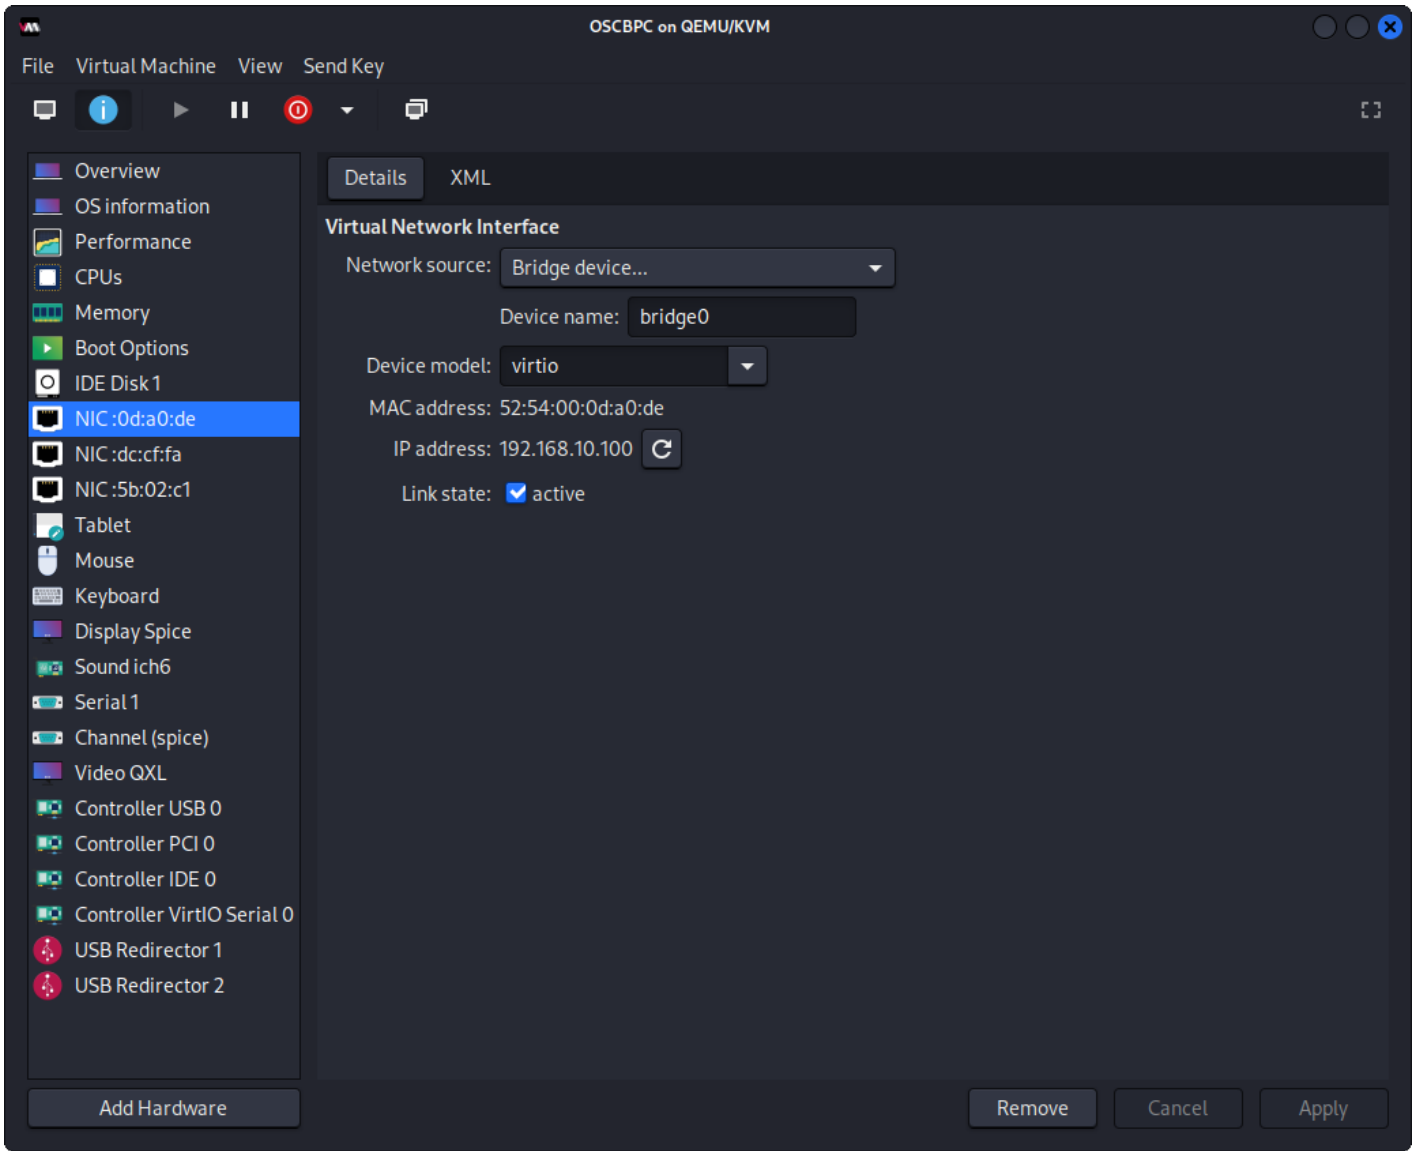 OSCBPC on QEMU/KVM
File Virtual Machine View Send Key
Overview
OS information
Performance
CPUs
Memory
Boot Options
IDE Disk 1
NIC :0d:a0:de
NIC :dc:cf:fa
NIC :5b:02:c1
Tablet
Mouse
Keyboard
Display Spice
Sound ich6
Serial 1
Channel (spice)
Video QXL
Controller USB 0
Controller PCI 0
Controller IDE 0
Controller VirtIO Serial 0
USB Redirector 1
USB Redirector 2
Add Hardware
Details XML
Virtual Network Interface
Network source: Bridge device...
Device name: bridge0
Device model: virtio
MAC address: 52:54:00:0d:a0:de
IP address: 192.168.10.100
Link state: active
Remove Cancel Apply